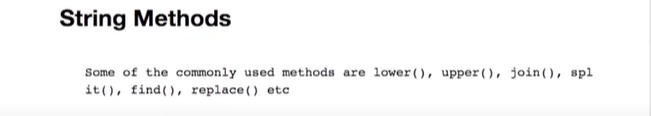 String Methods
Some of the commonly used methods are lower(), upper(), join(), spl
it(), find(), replace() etc